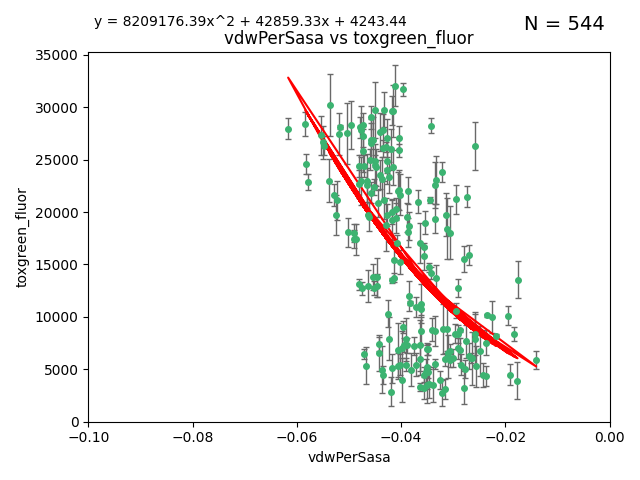 y = 8209176.39x^2 + 42859.33x + 4243.44
N = 544
vdwPerSasa vs toxgreen_fluor
35000
30000
25000
20000
15000
10000
5000
0
toxgreen_fluor
−0.10
−0.08
−0.06
−0.04
−0.02
0.00
vdwPerSasa